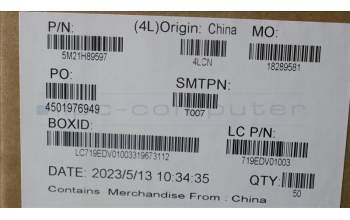 P/N: (4L)Origin: China MO:
5M21H89597 4LCN 18289581
PO: SMTPN:
4501976949 T007
BOXID: LC P/N:
LC719EDV01003319673112 719EDV01003
DATE: 2023/5/13 10:34:35 QTY:
50
Contains Merchandise From : China